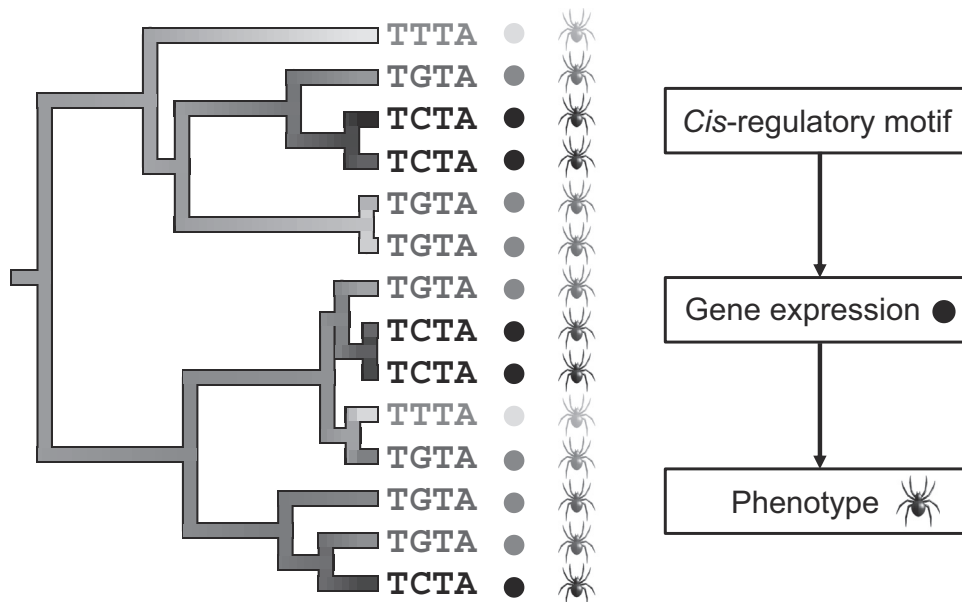 TTTA
TGTA
TCTA
TCTA
TGTA
TGTA
TGTA
TCTA
TCTA
TTTA
TGTA
TGTA
TGTA
TCTA
Cis-regulatory motif
Gene expression
Phenotype